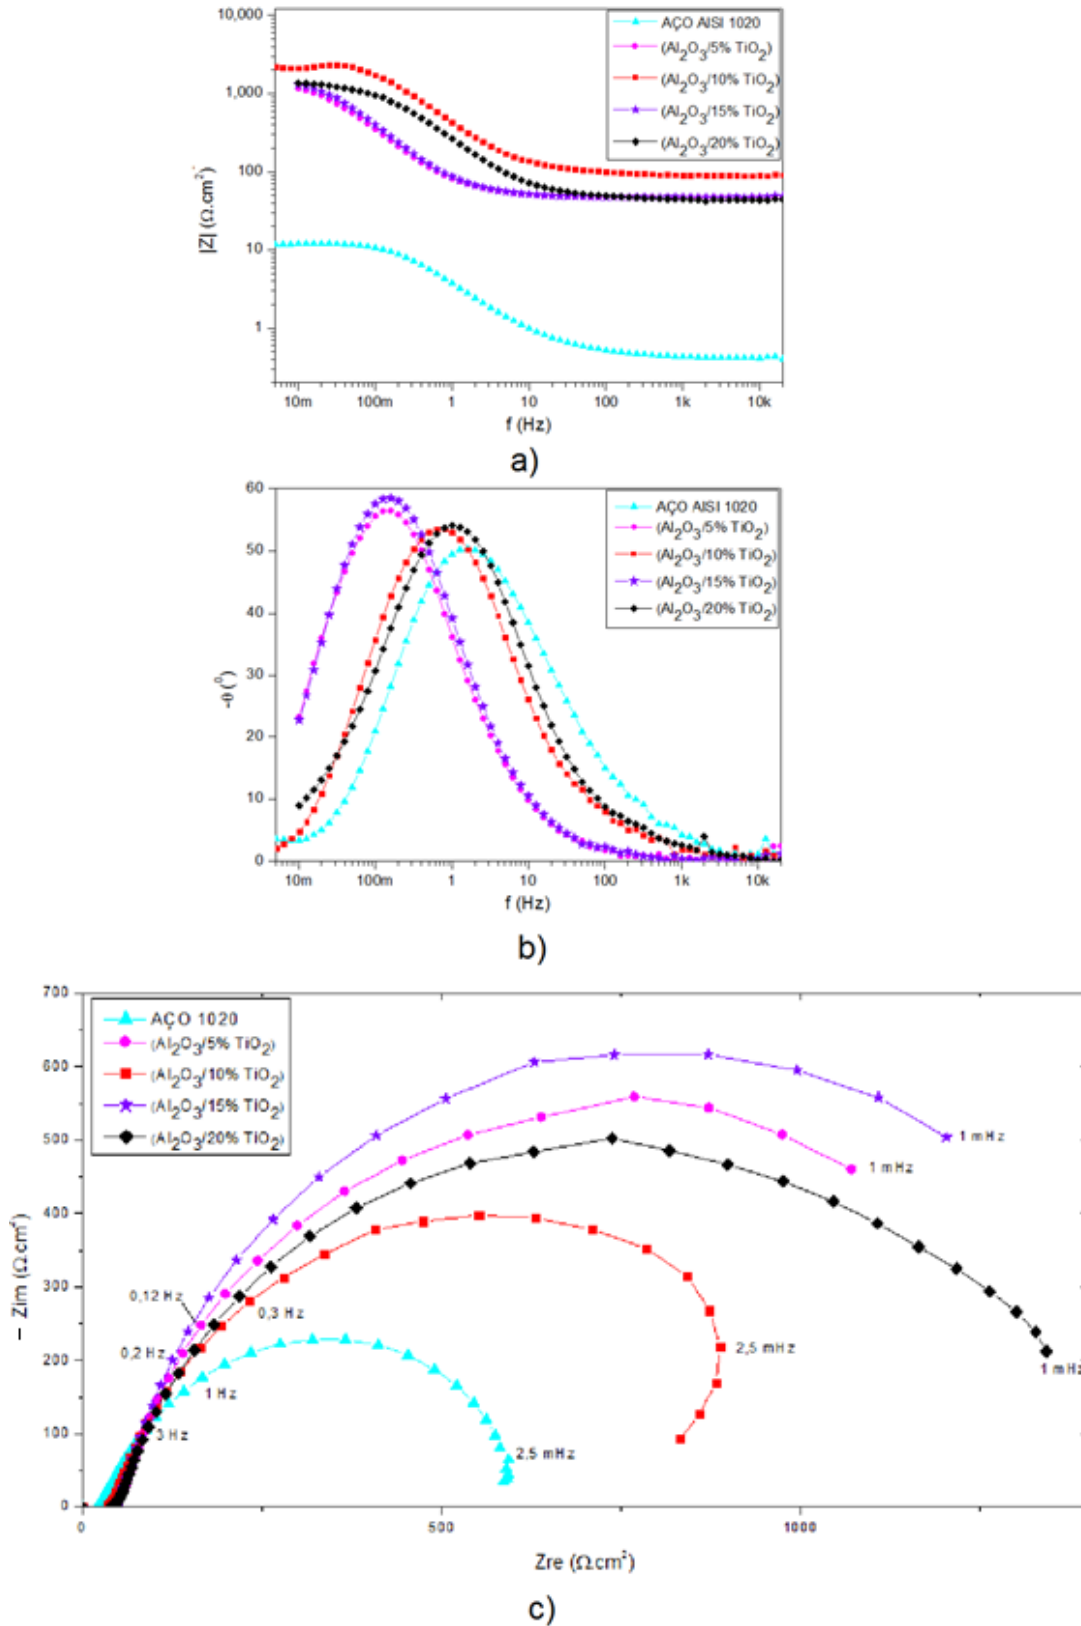 10,000
1,000
100
10
1
|Z| (Ω.cm²)
AÇO AISI 1020
(Al₂O₃/5% TiO₂)
(Al₂O₃/10% TiO₂)
(Al₂O₃/15% TiO₂)
(Al₂O₃/20% TiO₂)
10m 100m 1 10 100 1k 10k
f (Hz)
a)
60
50
40
30
20
10
0
-θ (⁰)
AÇO AISI 1020
(Al₂O₃/5% TiO₂)
(Al₂O₃/10% TiO₂)
(Al₂O₃/15% TiO₂)
(Al₂O₃/20% TiO₂)
10m 100m 1 10 100 1k 10k
f (Hz)
b)
700
600
500
400
300
200
100
0
− Zim (Ω.cm²)
AÇO 1020
(Al₂O₃/5% TiO₂)
(Al₂O₃/10% TiO₂)
(Al₂O₃/15% TiO₂)
(Al₂O₃/20% TiO₂)
1 mHz
1 mHz
0,12 Hz
0,3 Hz
0,2 Hz
2,5 mHz
1 mHz
1 Hz
3 Hz
2,5 mHz
0 500 1000
Zre (Ω.cm²)
c)